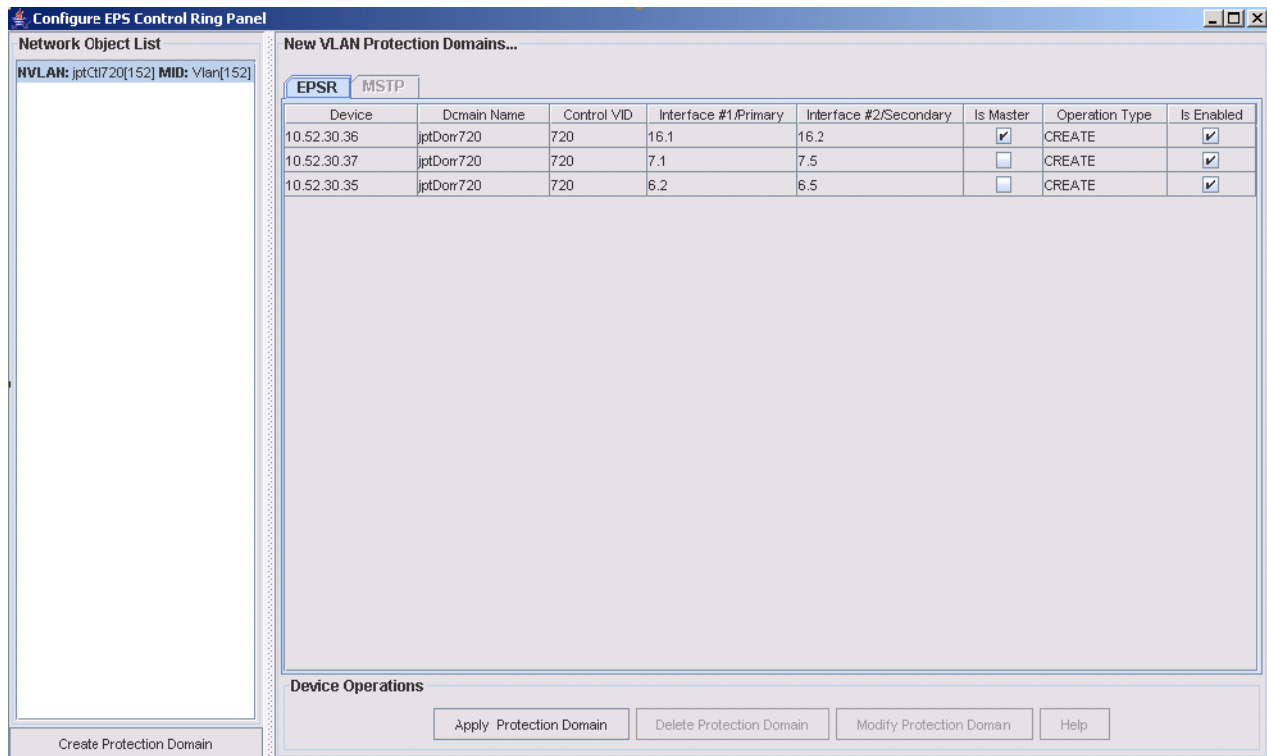 Configure EPS Control Ring Panel
Network Object List
NVLAN: jptCtl720[152] MID: Vlan[152]
Create Protection Domain
New VLAN Protection Domains...
EPSR MSTP
Device Domain Name Control VID Interface #1/Primary Interface #2/Secondary Is Master Operation Type Is Enabled
10.52.30.36 jptDom720 720 16.1 16.2 CREATE
10.52.30.37 jptDom720 720 7.1 7.5 CREATE
10.52.30.35 jptDom720 720 6.2 6.5 CREATE
Device Operations
Apply Protection Domain Delete Protection Domain Modify Protection Doman Help